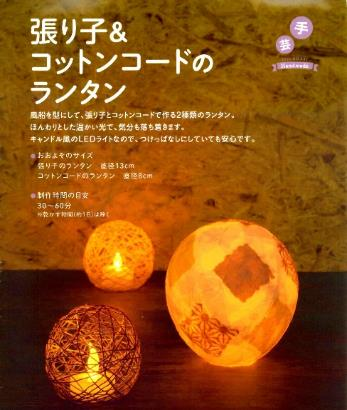 張り子&
コットンコードの
ランタン
手芸
Handmade
風船を型にして、張り子とコットンコードで作る2種類のランタン。
ほんわりとした温かい光で、気分も落ち着きます。
キャンドル風のLEDライトなので、つけっぱなしにしていても安心です。
●おおよそのサイズ
張り子のランタン 直径13cm
コットンコードのランタン 直径8cm
●制作時間の目安
30〜60分
※乾かす時間(約1日)は除く